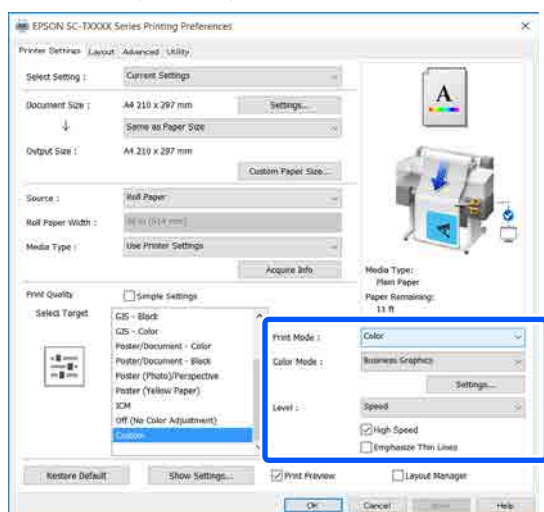 EPSON SC-TXXXX Series Printing Preferences
Printer Settings Layout Advanced Utility
Select Setting : Current Settings
Document Size : A4 210 x 297 mm Settings...
Same as Paper Size
Output Size : A4 210 x 297 mm
Custom Paper Size...
Source : Roll Paper
Roll Paper Width :
Media Type : Use Printer Settings
Acquire Info
Media Type:
Plain Paper
Paper Remaining:
11 ft
Print Quality Simple Settings
Select Target
GIS - Black
GIS - Color
Poster/Document - Color
Poster/Document - Black
Poster (Photo)/Perspective
Poster (Yellow Paper)
ICM
Off (No Color Adjustment)
Custom
Print Mode : Color
Color Mode : Business Graphics
Settings...
Level : Speed
High Speed
Emphasize Thin Lines
Restore Default Show Settings... Print Preview Layout Manager
OK Cancel Help
A